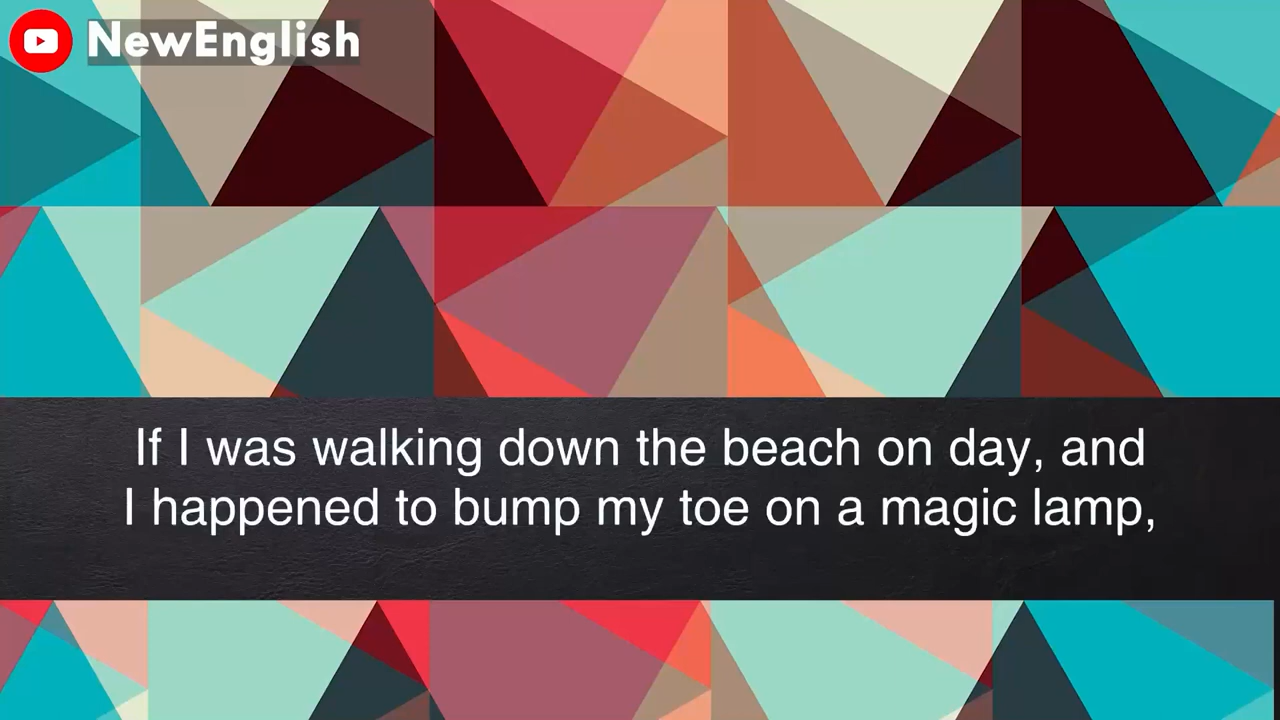 NewEnglish
If I was walking down the beach on day, and
I happened to bump my toe on a magic lamp,